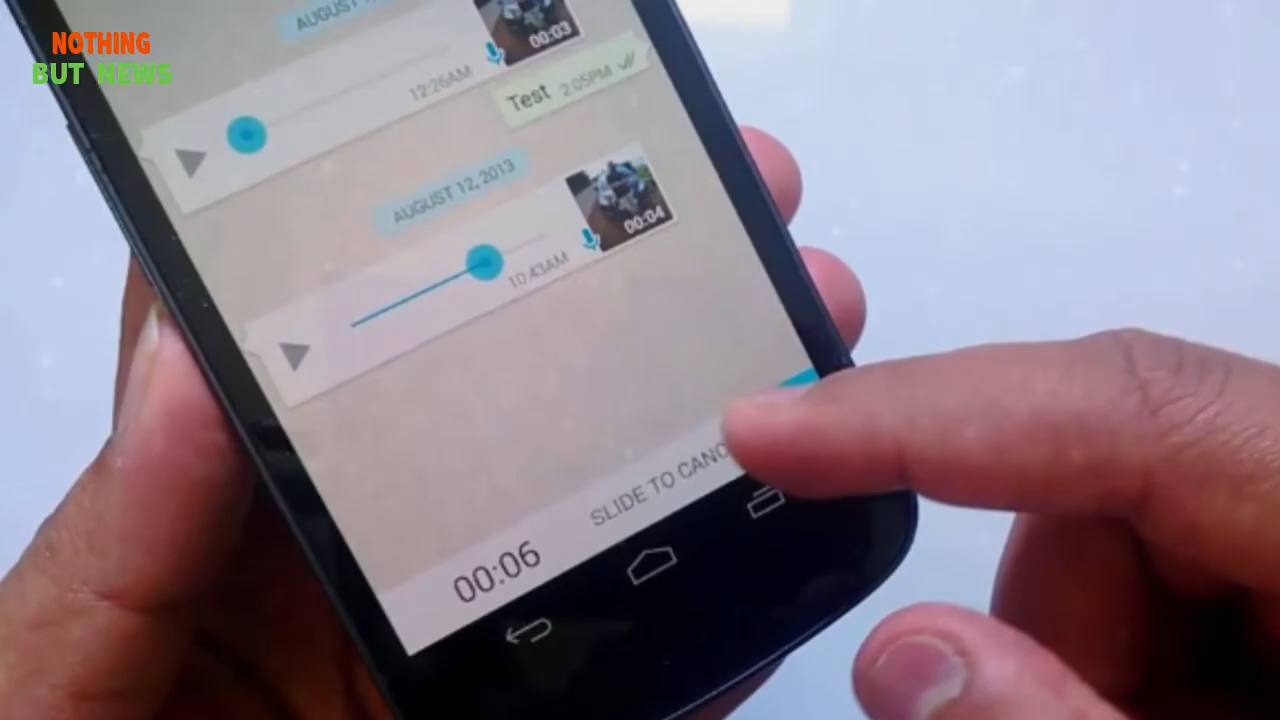 NOTHING
BUT NEWS
AUGUST
00:03
12:26AM
Test 2:05PM
AUGUST 12, 2013
00:04
10:43AM
SLIDE TO CANC
00:06